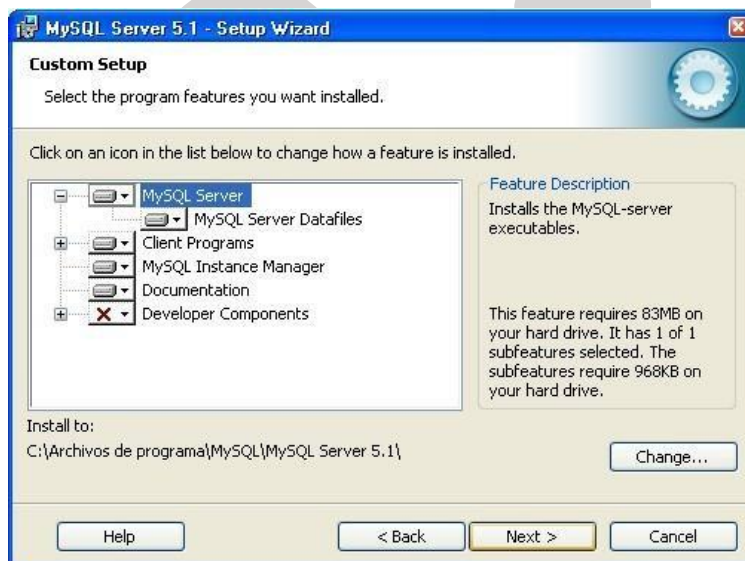 MySQL Server 5.1 - Setup Wizard
Custom Setup
Select the program features you want installed.
Click on an icon in the list below to change how a feature is installed.
MySQL Server
MySQL Server Datafiles
Client Programs
MySQL Instance Manager
Documentation
Developer Components
Feature Description
Installs the MySQL-server
executables.
This feature requires 83MB on
your hard drive. It has 1 of 1
subfeatures selected. The
subfeatures require 968KB on
your hard drive.
Install to:
C:\Archivos de programa\MySQL\MySQL Server 5.1\
Change...
Help
< Back
Next >
Cancel